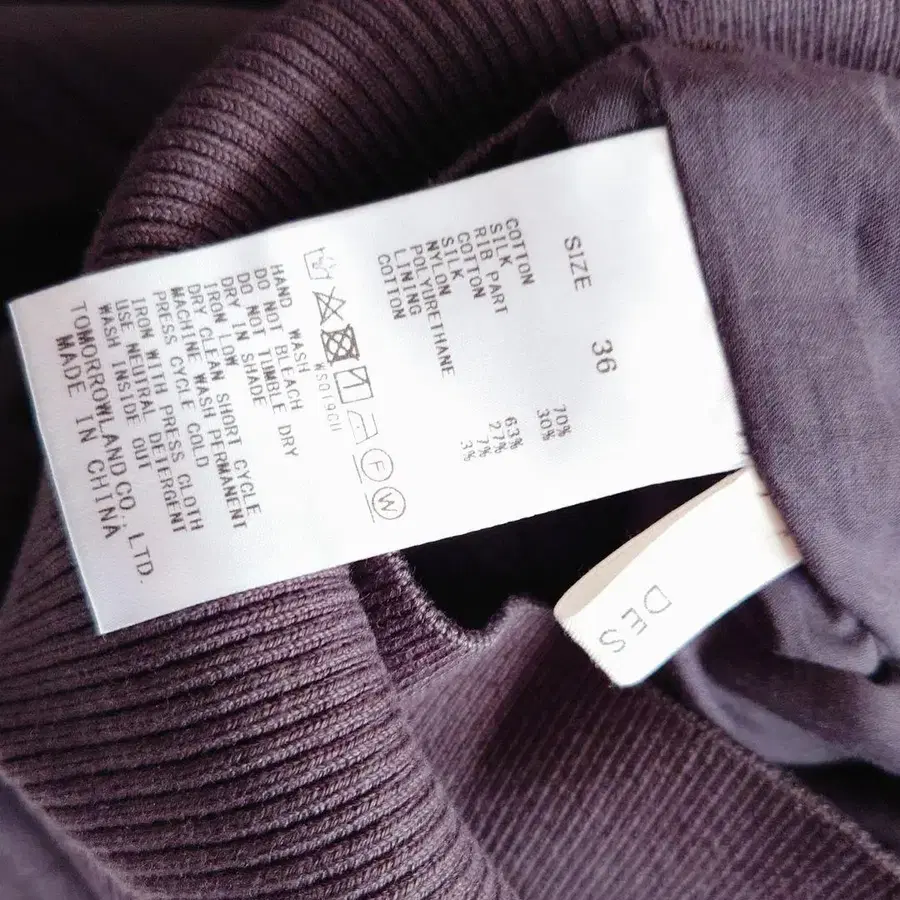 SIZE 36
COTTON 70%
SILK 30%
RIB PART
COTTON 63%
SILK 27%
NYLON 7%
POLYURETHANE 3%
LINING
COTTON
WS019GU
F
W
HAND WASH
DO NOT BLEACH
DO NOT TUMBLE DRY
DRY IN SHADE
IRON LOW
DRY CLEAN SHORT CYCLE
MACHINE WASH PERMANENT
PRESS CYCLE COLD
IRON WITH PRESS CLOTH
USE NEUTRAL DETERGENT
WASH INSIDE OUT
TOMORROWLAND CO., LTD.
MADE IN CHINA
DES